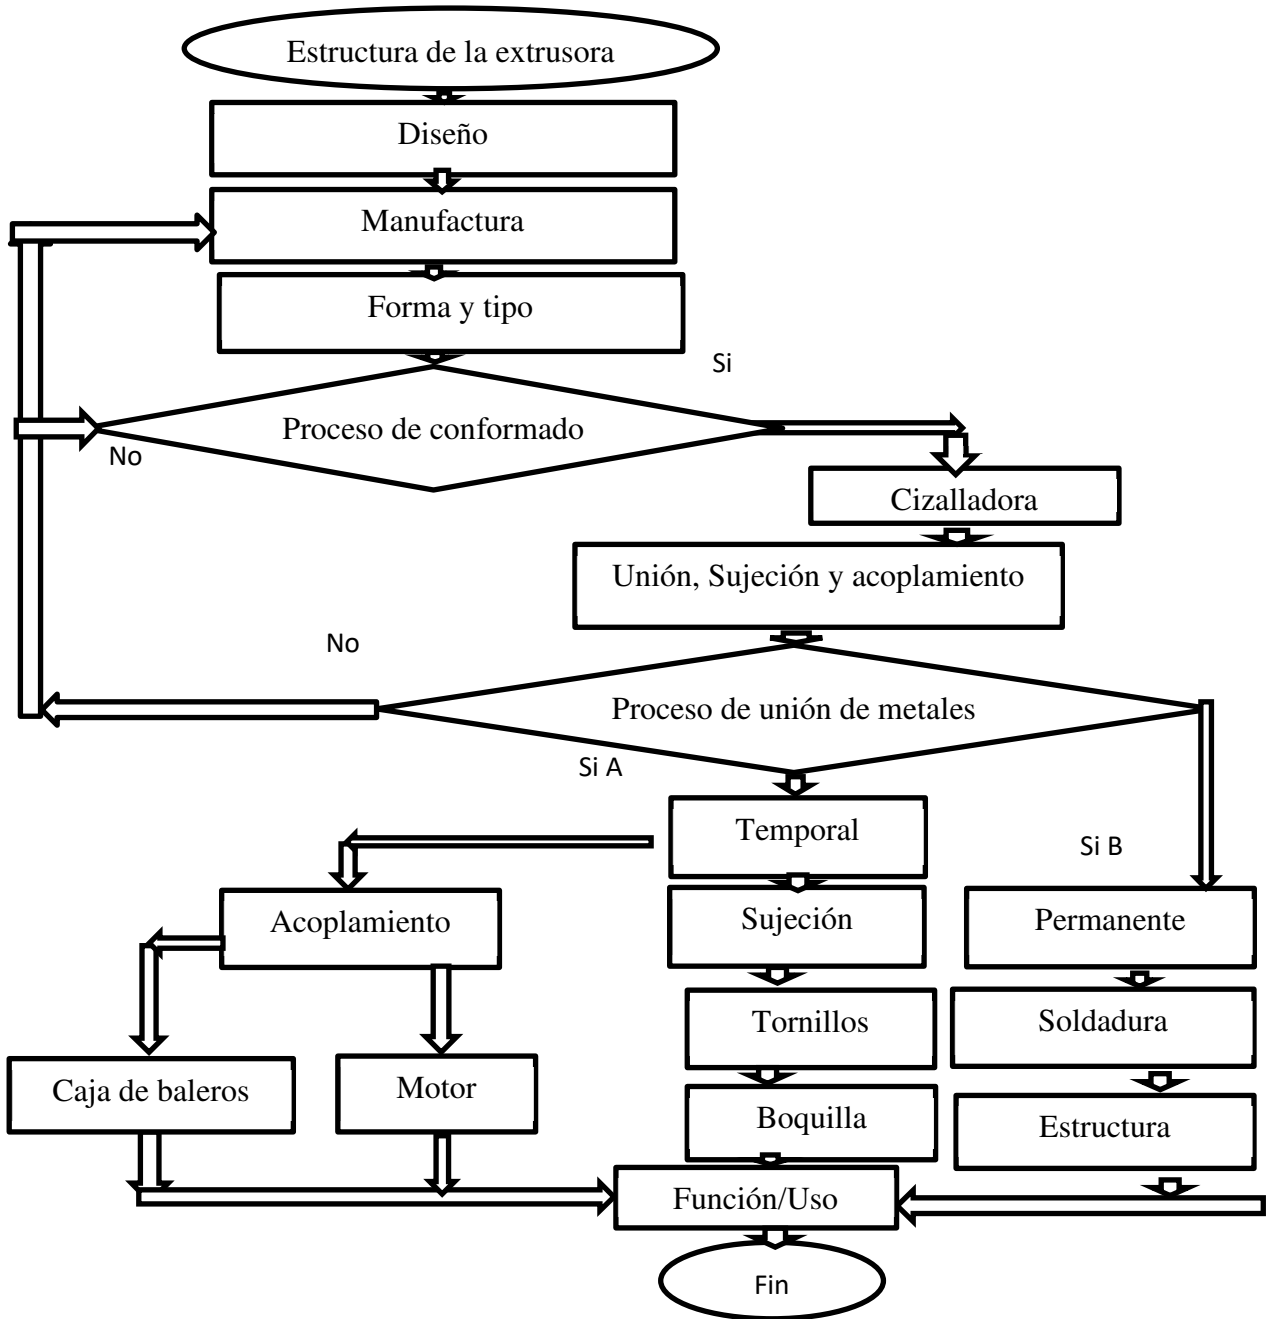 Estructura de la extrusora
Diseño
Manufactura
Forma y tipo
Si
Proceso de conformado
No
Cizalladora
Unión, Sujeción y acoplamiento
No
Proceso de unión de metales
Si A
Temporal
Si B
Acoplamiento
Sujeción
Permanente
Tornillos
Soldadura
Caja de baleros
Motor
Boquilla
Estructura
Función/Uso
Fin